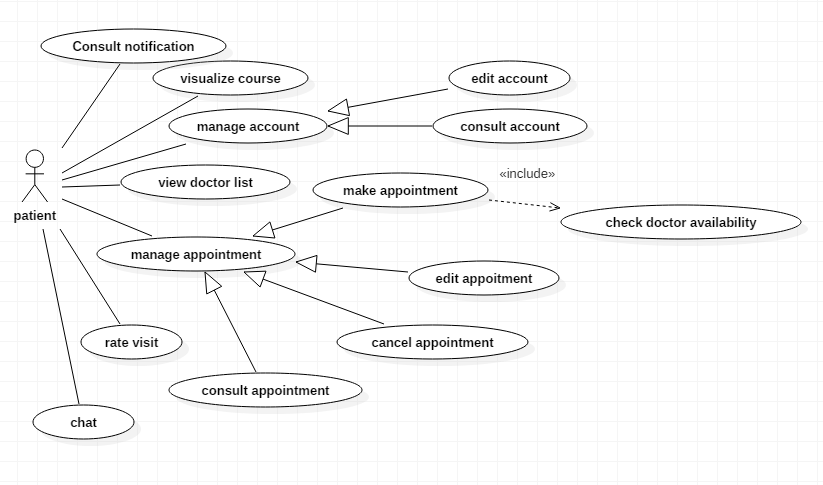 Consult notification
visualize course
edit account
manage account
consult account
«include»
view doctor list
make appointment
patient
check doctor availability
manage appointment
edit appoitment
rate visit
cancel appointment
consult appointment
chat